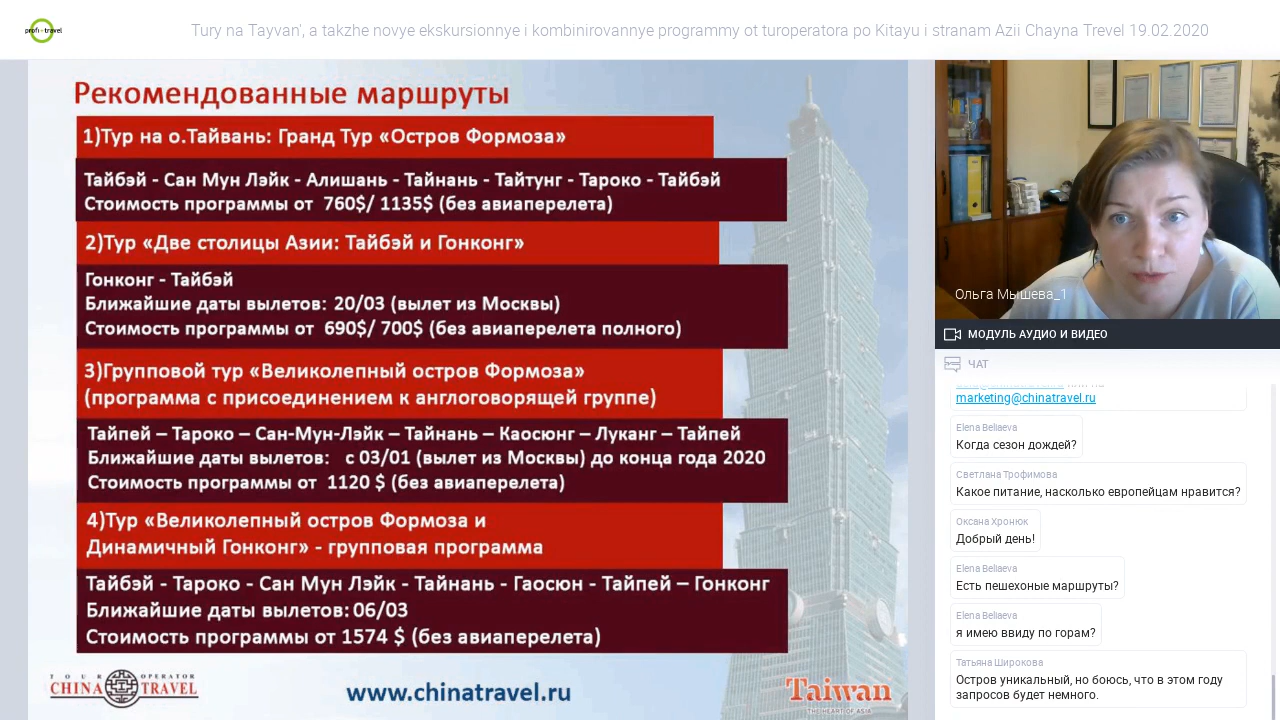 profi - travel
Tury na Tayvan', a takzhe novye ekskursionnye i kombinirovannye programmy ot turoperatora po Kitayu i stranam Azii Chayna Trevel 19.02.2020
Рекомендованные маршруты
1)Тур на о.Тайвань: Гранд Тур «Остров Формоза»
Тайбэй - Сан Мун Лэйк - Алишань - Тайнань - Тайтунг - Тароко - Тайбэй
Стоимость программы от 760$/ 1135$ (без авиаперелета)
2)Тур «Две столицы Азии: Тайбэй и Гонконг»
Гонконг - Тайбэй
Ближайшие даты вылетов: 20/03 (вылет из Москвы)
Стоимость программы от 690$/ 700$ (без авиаперелета полного)
3)Групповой тур «Великолепный остров Формоза»
(программа с присоединением к англоговорящей группе)
Тайпей – Тароко – Сан-Мун-Лэйк – Тайнань – Каосюнг – Луканг – Тайпей
Ближайшие даты вылетов: с 03/01 (вылет из Москвы) до конца года 2020
Стоимость программы от 1120 $ (без авиаперелета)
4)Тур «Великолепный остров Формоза и
Динамичный Гонконг» - групповая программа
Тайбэй - Тароко - Сан Мун Лэйк - Тайнань - Гаосюн - Тайпей – Гонконг
Ближайшие даты вылетов: 06/03
Стоимость программы от 1574 $ (без авиаперелета)
TOUR OPERATOR
CHINA TRAVEL
www.chinatravel.ru
Taiwan
THE HEART OF ASIA
Ольга Мышева_1
МОДУЛЬ АУДИО И ВИДЕО
ЧАТ
marketing@chinatravel.ru
Elena Beliaeva
Когда сезон дождей?
Светлана Трофимова
Какое питание, насколько европейцам нравится?
Оксана Хронюк
Добрый день!
Elena Beliaeva
Есть пешехоные маршруты?
Elena Beliaeva
я имею ввиду по горам?
Татьяна Широкова
Остров уникальный, но боюсь, что в этом году
запросов будет немного.